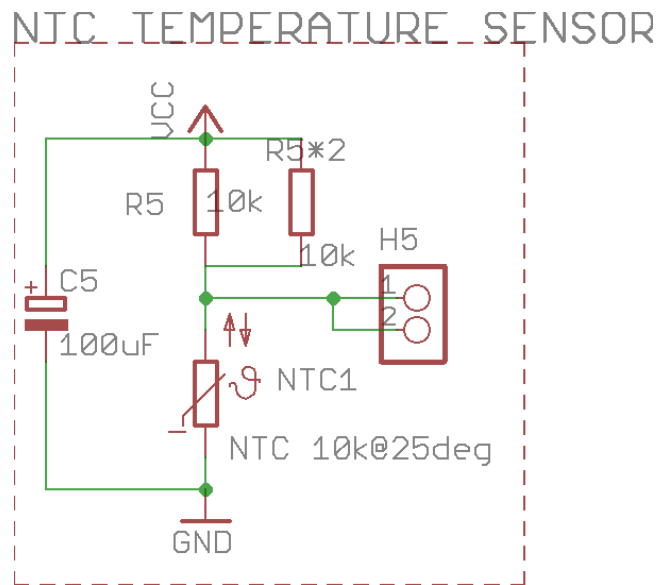 NTC TEMPERATURE SENSOR
VCC
R5*2
R5
10k
10k
H5
1
2
+
C5
100uF
ϑ
NTC1
NTC 10k@25deg
GND